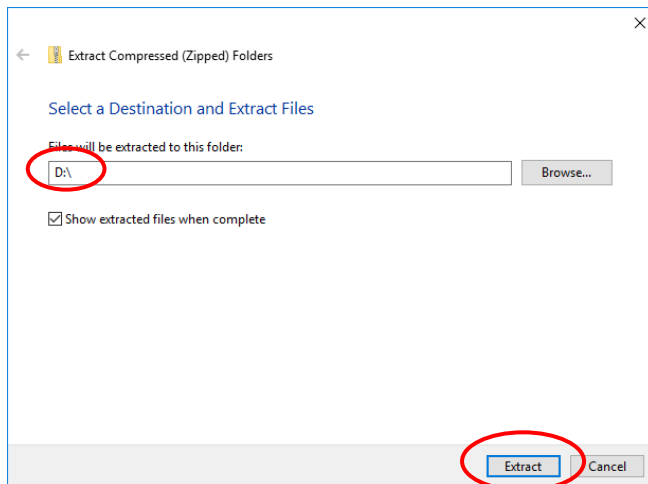 Extract Compressed (Zipped) Folders
Select a Destination and Extract Files
Files will be extracted to this folder:
D:\
Browse...
Show extracted files when complete
Extract
Cancel